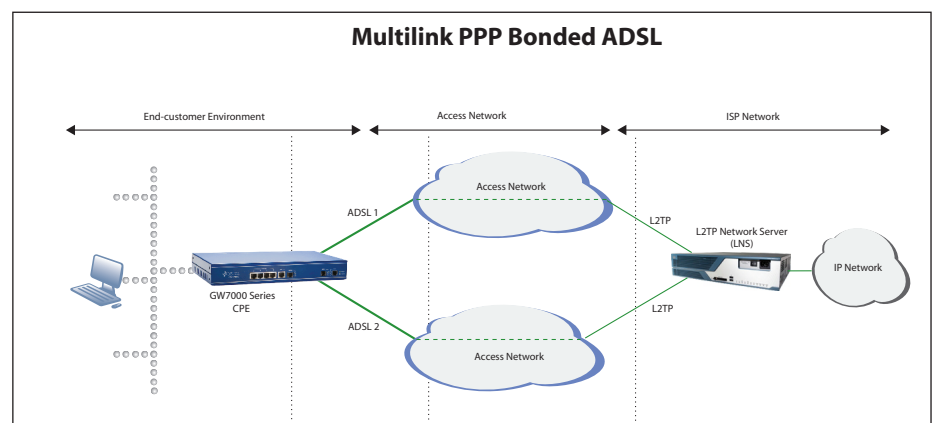 Multilink PPP Bonded ADSL
End-customer Environment
Access Network
ISP Network
Access Network
ADSL 1
L2TP
L2TP Network Server
(LNS)
IP Network
GW7000 Series
CPE
ADSL 2
L2TP
Access Network